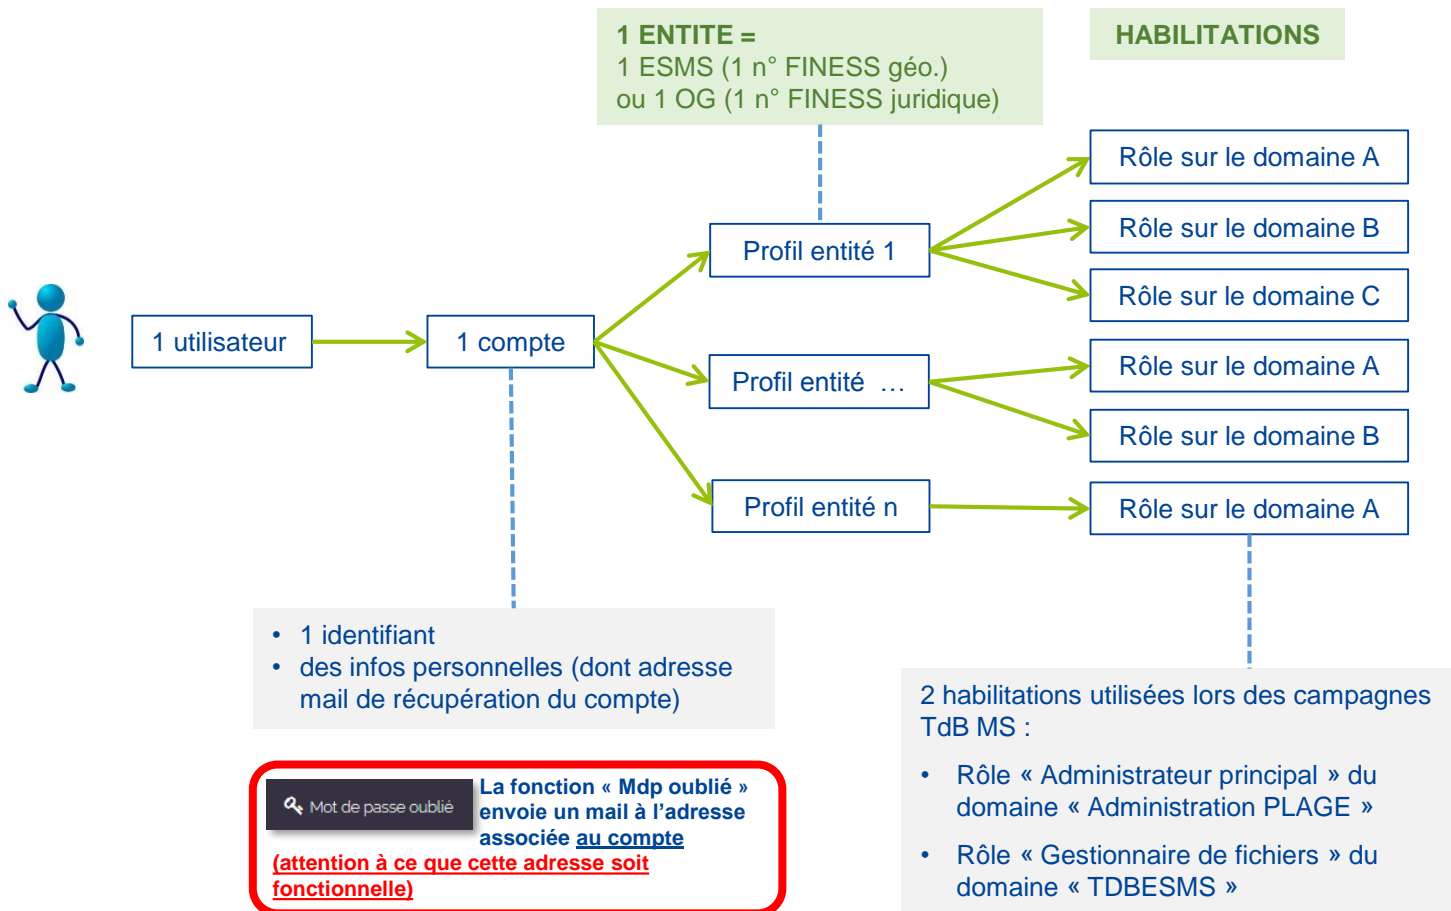 1 ENTITE =
1 ESMS (1 n° FINESS géo.)
ou 1 OG (1 n° FINESS juridique)
HABILITATIONS
1 utilisateur
1 compte
Profil entité 1
Profil entité …
Profil entité n
Rôle sur le domaine A
Rôle sur le domaine B
Rôle sur le domaine C
Rôle sur le domaine A
Rôle sur le domaine B
Rôle sur le domaine A
• 1 identifiant
• des infos personnelles (dont adresse
mail de récupération du compte)
Mot de passe oublié
La fonction « Mdp oublié »
envoie un mail à l’adresse
associée au compte
(attention à ce que cette adresse soit
fonctionnelle)
2 habilitations utilisées lors des campagnes
TdB MS :
• Rôle « Administrateur principal » du
domaine « Administration PLAGE »
• Rôle « Gestionnaire de fichiers » du
domaine « TDBESMS »